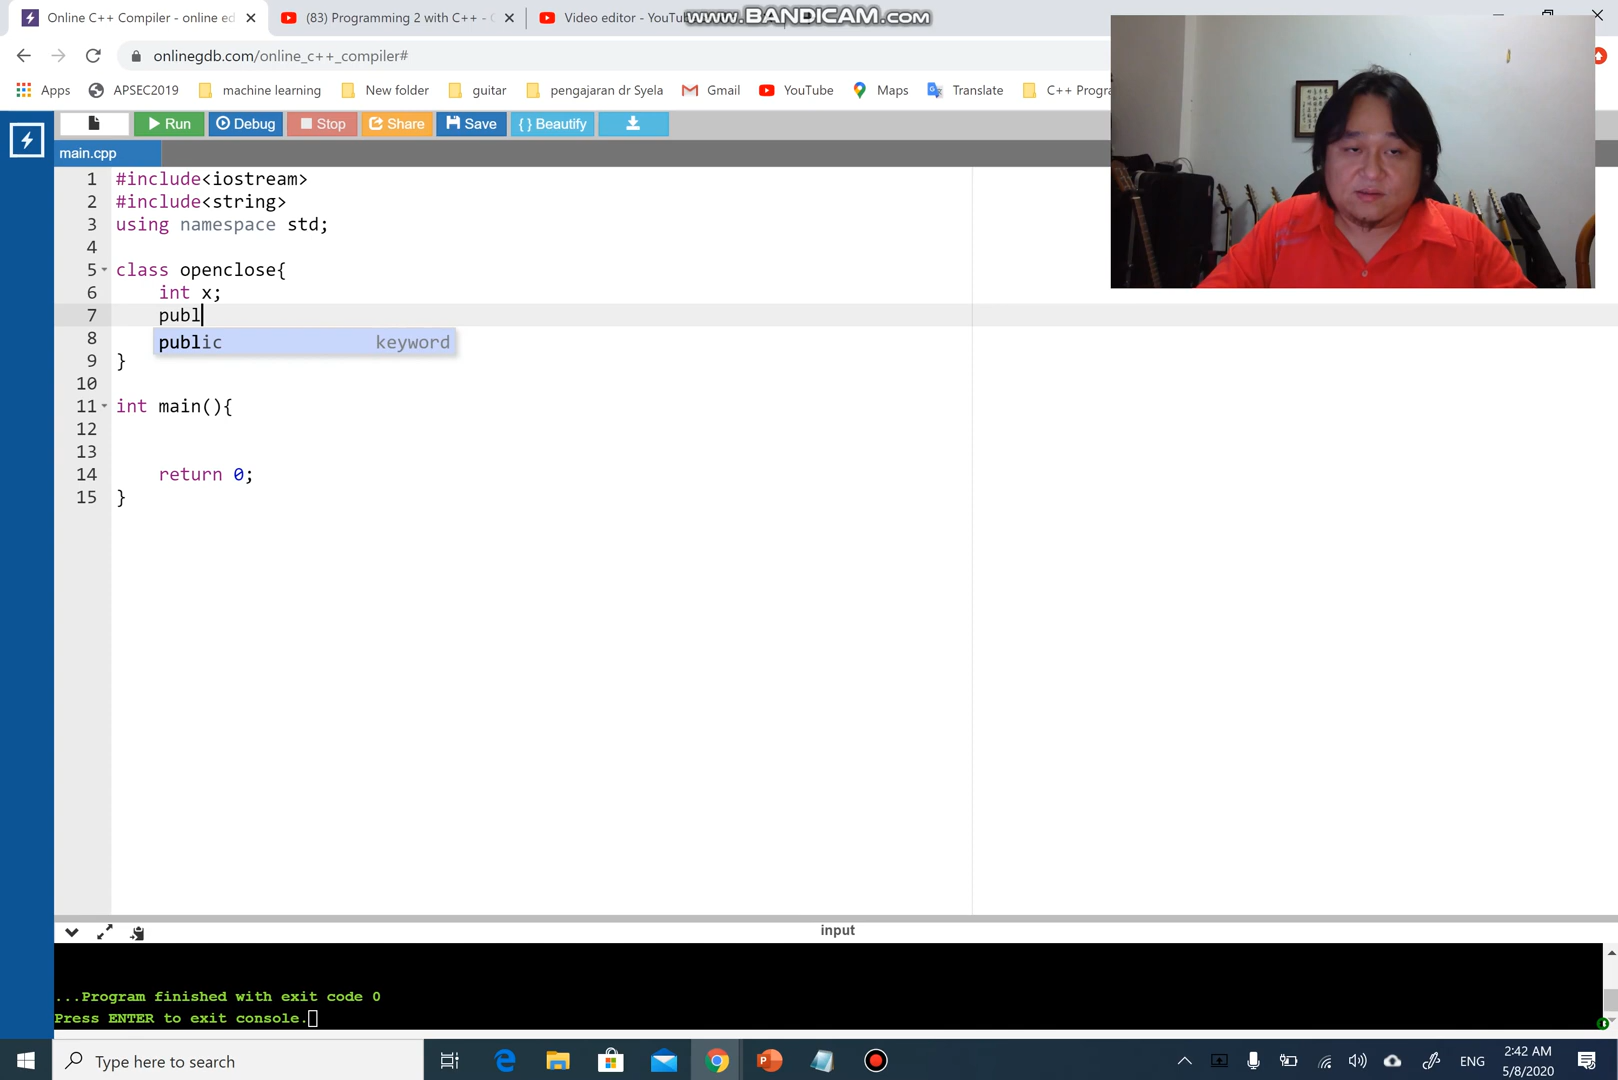 Online C++ Compiler - online ed
(83) Programming 2 with C++ -
Video editor - YouTu
www.BANDICAM.com
onlinegdb.com/online_c++_compiler#
Apps
APSEC2019
machine learning
New folder
guitar
pengajaran dr Syela
Gmail
YouTube
Maps
Translate
C++ Progra
Run
Debug
Stop
Share
Save
{ } Beautify
main.cpp
1 #include<iostream>
2 #include<string>
3 using namespace std;
4
5 class openclose{
6 int x;
7 publ
public keyword
8
9 }
10
11 int main(){
12
13
14 return 0;
15 }
input
...Program finished with exit code 0
Press ENTER to exit console.
Type here to search
ENG
2:42 AM
5/8/2020